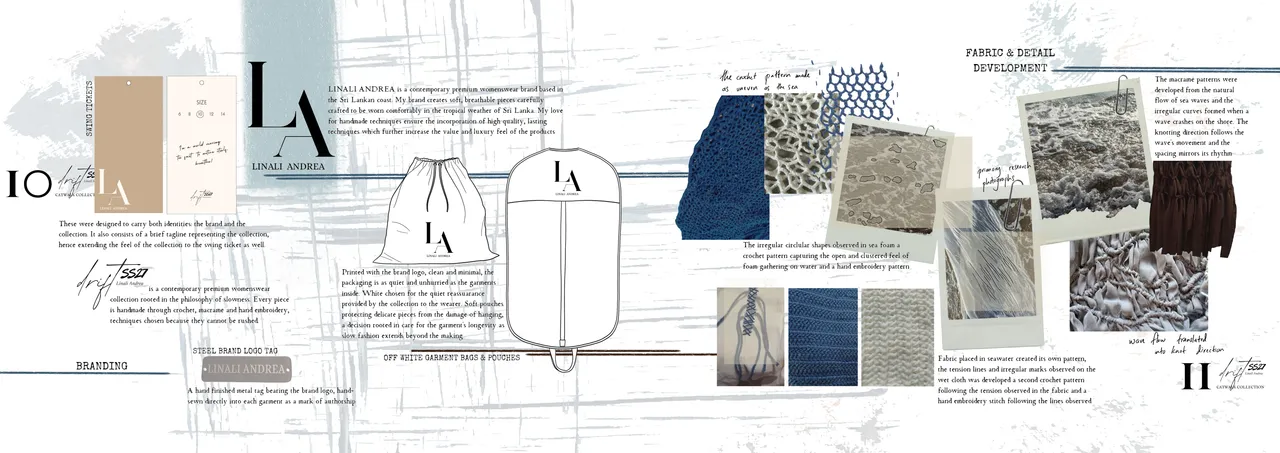 SWING TICKETS
LA
LINALI ANDREA
SIZE
6 8 10 12 14
drift
10
drift
CATWALK COLLECTION
These were designed to carry both identities: the brand and the
collection. It also consists of a brief tagline representing the collection,
hence extending the feel of the collection to the swing ticket as well.
drift SS27
Linali Andrea
is a contemporary premium womenswear
collection rooted in the philosophy of slowness. Every piece
is handmade through crochet, macrame and hand embroidery,
techniques chosen because they cannot be rushed.
BRANDING
STEEL BRAND LOGO TAG
LINALI ANDREA
A hand finished metal tag bearing the brand logo, hand-
sewn directly into each garment as a mark of authorship
LA
LINALI ANDREA
LINALI ANDREA is a contemporary premium womenswear brand based in
the Sri Lankan coast. My brand creates soft, breathable pieces carefully
crafted to be worn comfortably in the tropical weather of Sri Lanka. My love
for handmade techniques ensure the incorporation of high-quality, lasting
techniques which further increase the value and luxury feel of the products
LA
LINALI ANDREA
LA
LINALI ANDREA
Printed with the brand logo, clean and minimal, the
packaging is as quiet and unhurried as the garments
inside. White chosen for the quiet reassurance
provided by the collection to the wearer. Soft pouches
protecting delicate pieces from the damage of hanging,
a decision rooted in care for the garment's longevity as
slow fashion extends beyond the making.
OFF WHITE GARMENT BAGS & POUCHES
FABRIC & DETAIL
DEVELOPMENT
the crochet pattern made
as uneven as the sea
The irregular circlular shapes observed in sea foam a
crochet pattern capturing the open and clustered feel of
foam gathering on water and a hand embroidery pattern
primary research
photographs
The macrame patterns were
developed from the natural
flow of sea waves and the
irregular curves formed when a
wave crashes on the shore. The
knotting direction follows the
wave's movement and the
spacing mirrors its rhythm
wave flow translated
into knot direction
Fabric placed in seawater created its own pattern,
the tension lines and irregular marks observed on the
wet cloth was developed a second crochet pattern
following the tension observed in the fabric and a
hand embroidery stitch following the lines observed
11
drift SS27
Linali Andrea
CATWALK COLLECTION